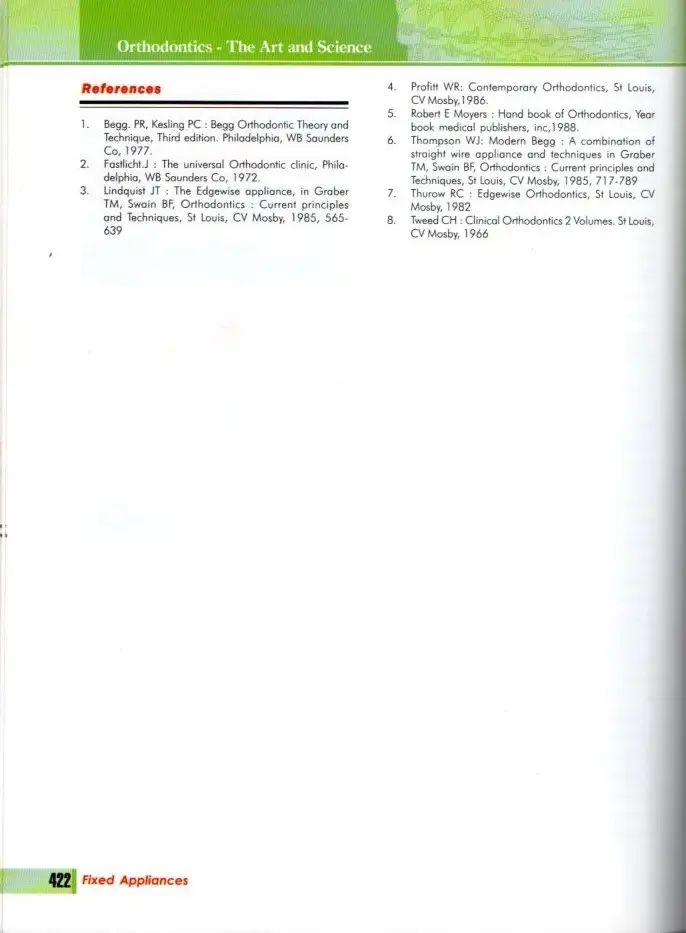 Orthodontics - The Art and Science
References
1. Begg. PR, Kesling PC : Begg Orthodontic Theory and
Technique, Third edition. Philadelphia, WB Saunders
Co, 1977.
2. Fastlicht.J : The universal Orthodontic clinic, Phila-
delphia, WB Saunders Co, 1972.
3. Lindquist JT : The Edgewise appliance, in Graber
TM, Swain BF, Orthodontics : Current principles
and Techniques, St Louis, CV Mosby, 1985, 565-
639
4. Profitt WR: Contemporary Orthodontics, St Louis,
CV Mosby,1986.
5. Robert E Moyers : Hand book of Orthodontics, Year
book medical publishers, inc,1988.
6. Thompson WJ: Modern Begg : A combination of
straight wire appliance and techniques in Graber
TM, Swain BF, Orthodontics : Current principles and
Techniques, St Louis, CV Mosby, 1985, 717-789
7. Thurow RC : Edgewise Orthodontics, St Louis, CV
Mosby, 1982
8. Tweed CH : Clinical Orthodontics 2 Volumes. St Louis,
CV Mosby, 1966
422 Fixed Appliances